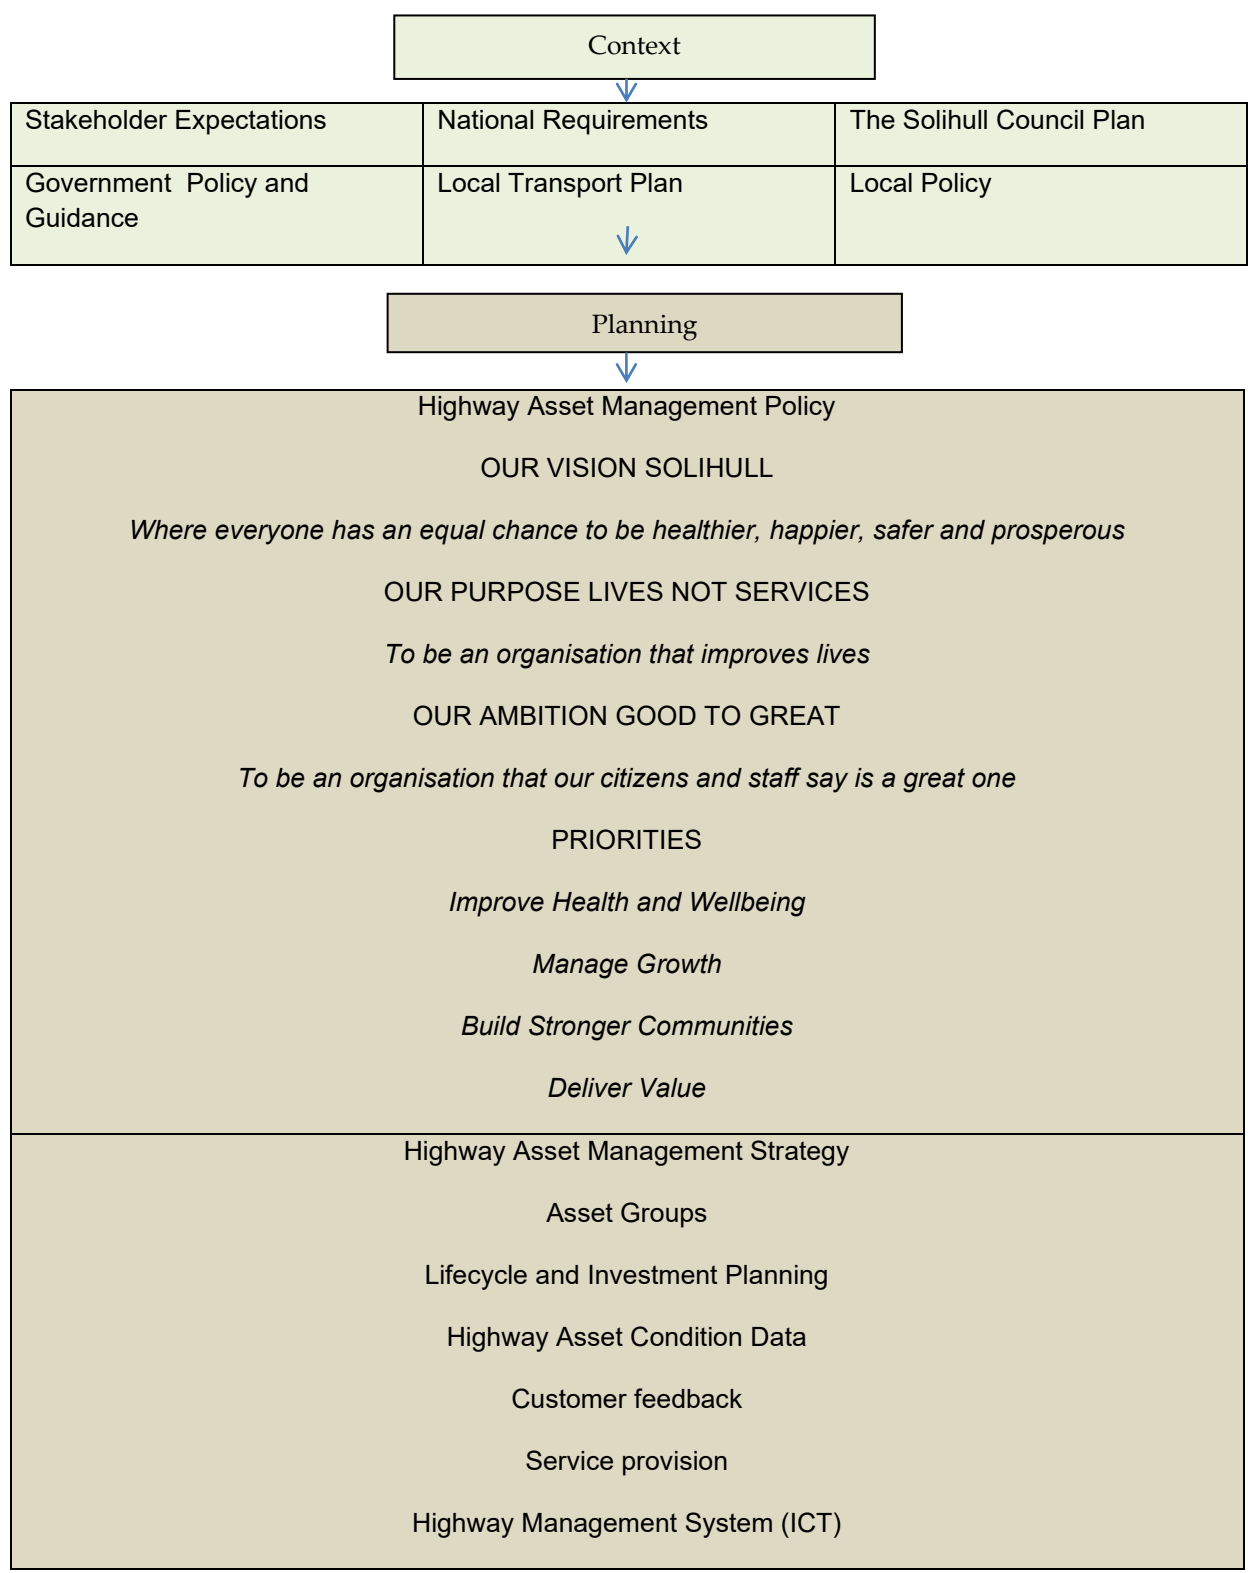 Context
Stakeholder Expectations
National Requirements
The Solihull Council Plan
Government  Policy and
Guidance
Local Transport Plan
Local Policy
Planning
Highway Asset Management Policy
OUR VISION SOLIHULL
Where everyone has an equal chance to be healthier, happier, safer and prosperous
OUR PURPOSE LIVES NOT SERVICES
To be an organisation that improves lives
OUR AMBITION GOOD TO GREAT
To be an organisation that our citizens and staff say is a great one
PRIORITIES
Improve Health and Wellbeing
Manage Growth
Build Stronger Communities
Deliver Value
Highway Asset Management Strategy
Asset Groups
Lifecycle and Investment Planning
Highway Asset Condition Data
Customer feedback
Service provision
Highway Management System (ICT)